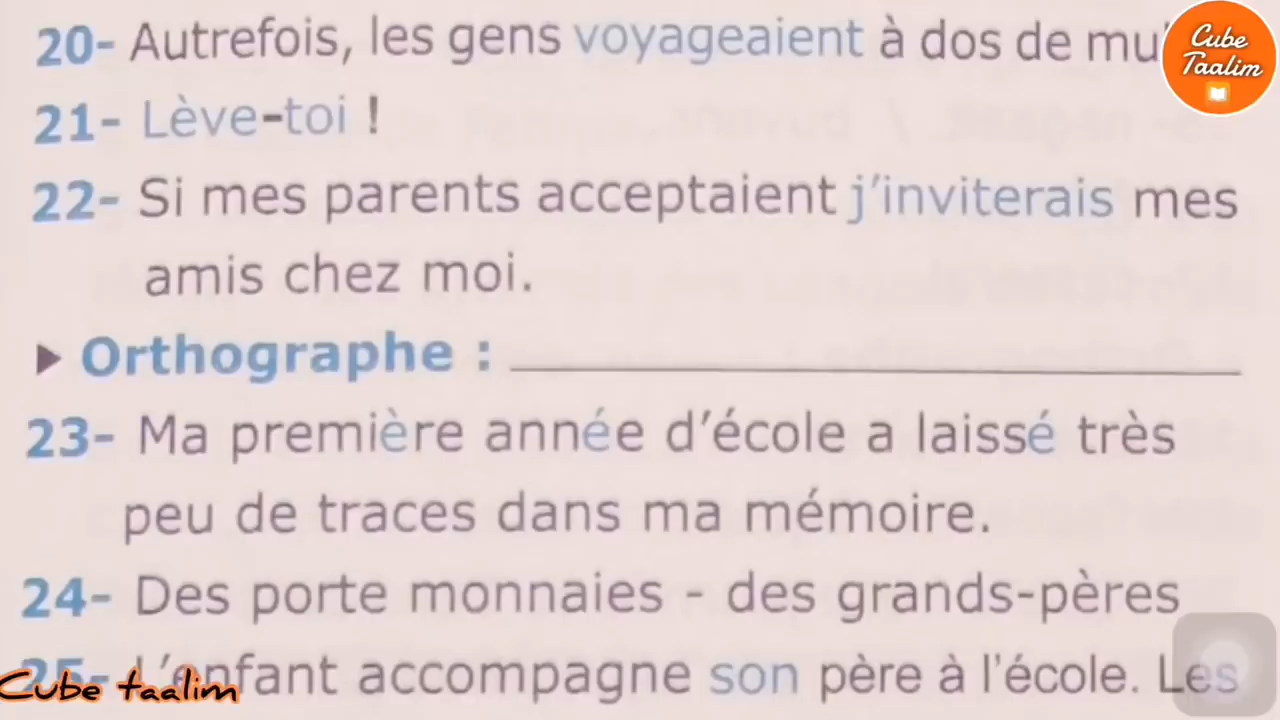 20- Autrefois, les gens voyageaient à dos de
Cube
Taalim
21- Lève-toi !
22- Si mes parents acceptaient j'inviterais mes
amis chez moi.
▶ Orthographe :
23- Ma première année d'école a laissé très
peu de traces dans ma mémoire.
24- Des porte monnaies - des grands-pères
25- L'enfant accompagne son père à l'école. Les
Cube taalim